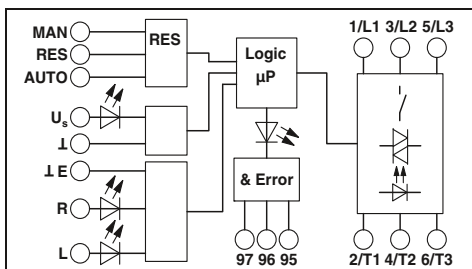 MAN
RES
AUTO
RES
Us
⊥
⊥ E
R
L
Logic
µP
& Error
97 96 95
1/L1 3/L2 5/L3
2/T1 4/T2 6/T3